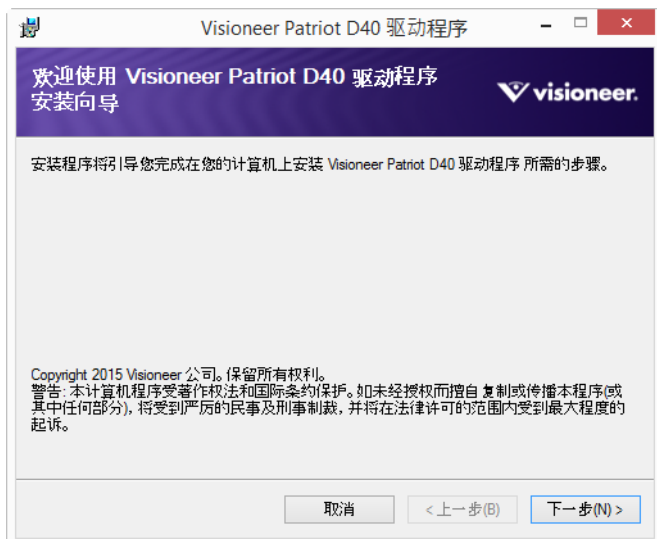 Visioneer Patriot D40 驱动程序
欢迎使用 Visioneer Patriot D40 驱动程序
安装向导
visioneer.
安装程序将引导您完成在您的计算机上安装 Visioneer Patriot D40 驱动程序 所需的步骤。
Copyright 2015 Visioneer 公司。保留所有权利。
警告: 本计算机程序受著作权法和国际条约保护。如未经授权而擅自复制或传播本程序(或
其中任何部分), 将受到严厉的民事及刑事制裁, 并将在法律许可的范围内受到最大程度的
起诉。
取消
< 上一步(B)
下一步(N) >